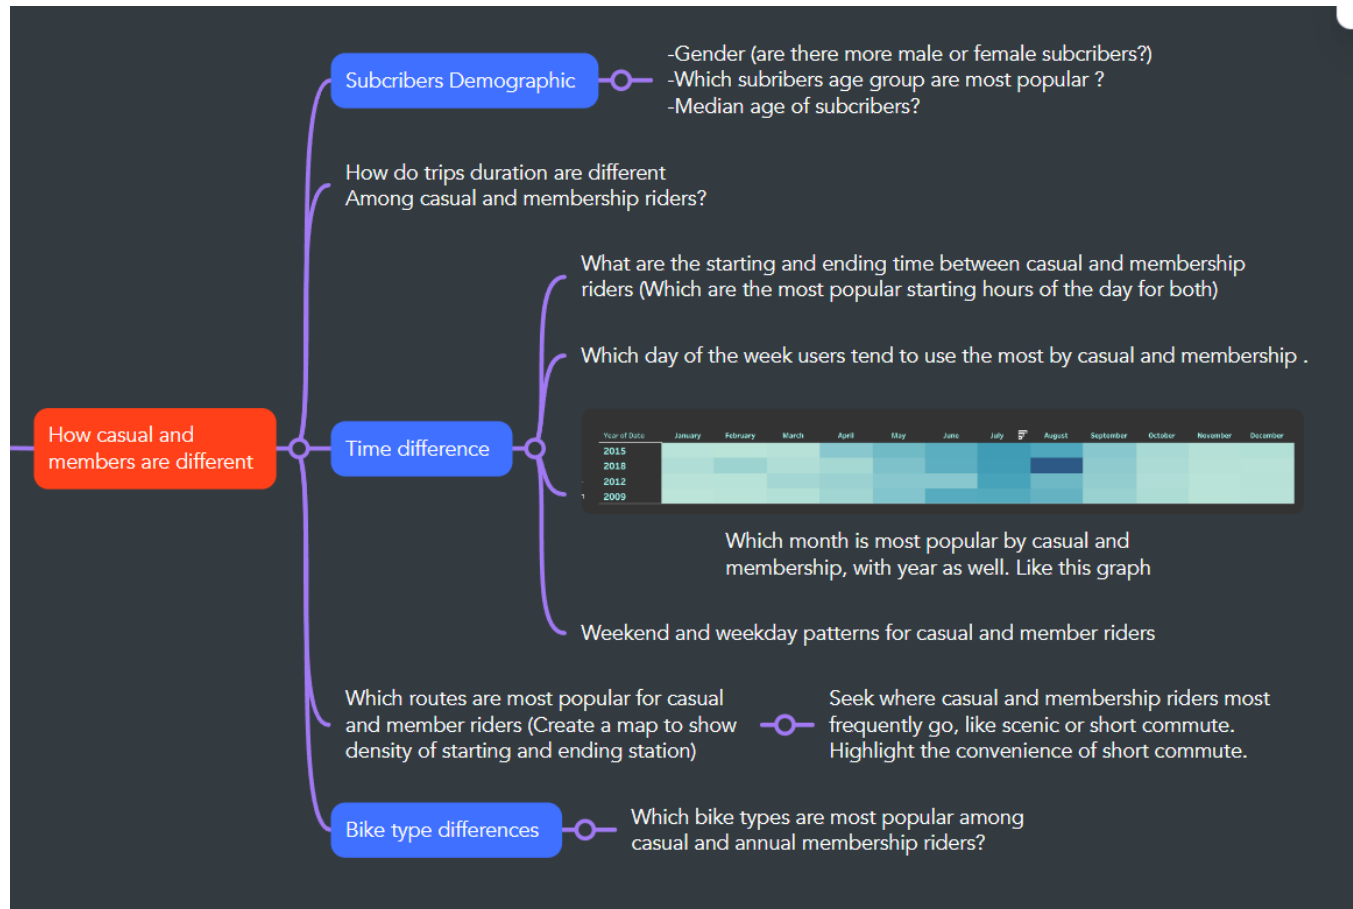 Subcribers Demographic
-Gender (are there more male or female subcribers?)
-Which subribers age group are most popular ?
-Median age of subcribers?
How do trips duration are different
Among casual and membership riders?
What are the starting and ending time between casual and membership
riders (Which are the most popular starting hours of the day for both)
Which day of the week users tend to use the most by casual and membership .
How casual and
members are different
Time difference
Year of Date January February March April May June July August September October November December
2015
2018
2012
2009
Which month is most popular by casual and
membership, with year as well. Like this graph
Weekend and weekday patterns for casual and member riders
Which routes are most popular for casual
and member riders (Create a map to show
density of starting and ending station)
Seek where casual and membership riders most
frequently go, like scenic or short commute.
Highlight the convenience of short commute.
Bike type differences
Which bike types are most popular among
casual and annual membership riders?